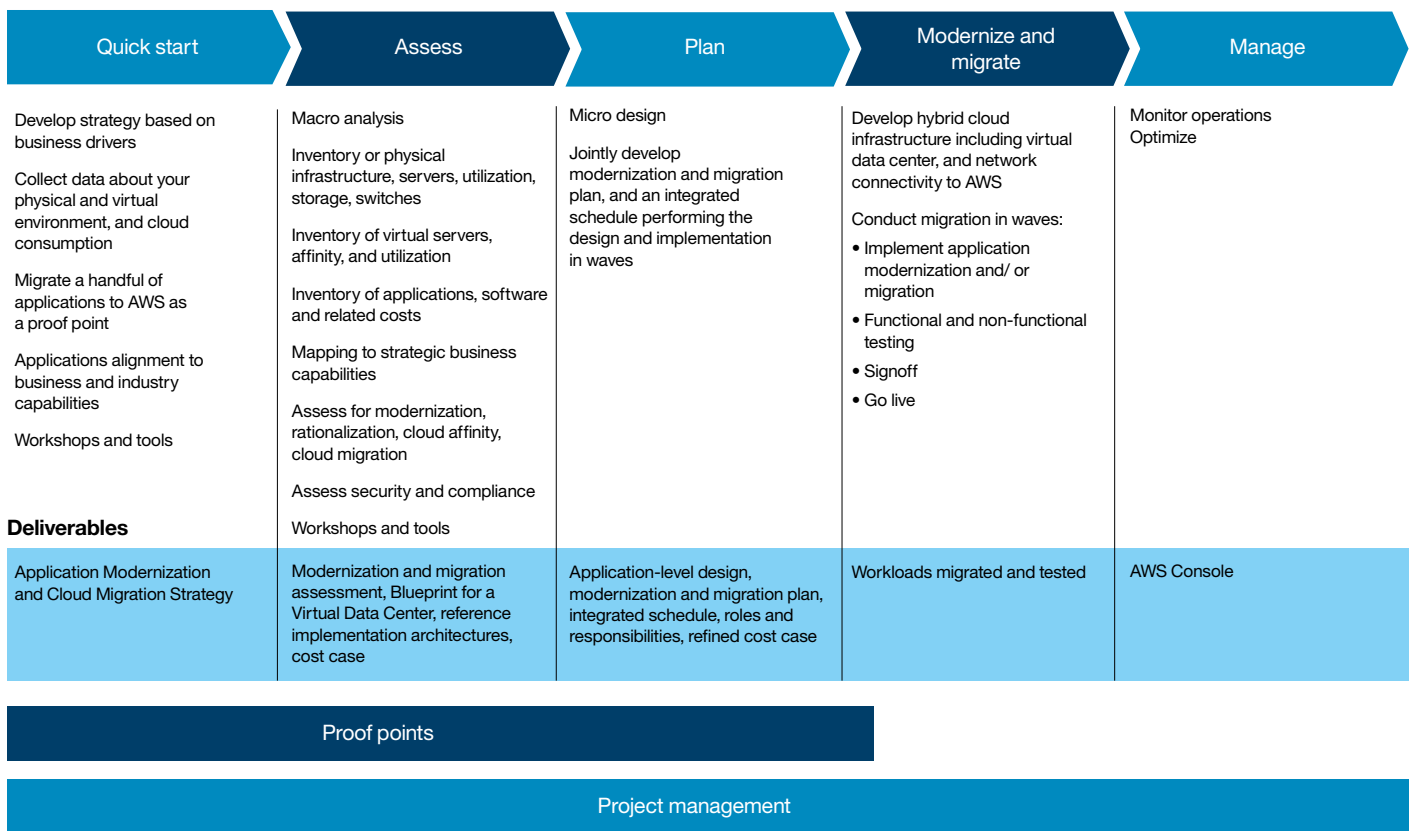 Quick start
Assess
Plan
Modernize and
migrate
Manage
Develop strategy based on
business drivers
Collect data about your
physical and virtual
environment, and cloud
consumption
Migrate a handful of
applications to AWS as
a proof point
Applications alignment to
business and industry
capabilities
Workshops and tools
Macro analysis
Inventory or physical
infrastructure, servers, utilization,
storage, switches
Inventory of virtual servers,
affinity, and utilization
Inventory of applications, software
and related costs
Mapping to strategic business
capabilities
Assess for modernization,
rationalization, cloud affinity,
cloud migration
Assess security and compliance
Workshops and tools
Micro design
Jointly develop
modernization and migration
plan, and an integrated
schedule performing the
design and implementation
in waves
Develop hybrid cloud
infrastructure including virtual
data center, and network
connectivity to AWS
Conduct migration in waves:
• Implement application
modernization and/ or
migration
• Functional and non-functional
testing
• Signoff
• Go live
Monitor operations
Optimize
Deliverables
Application Modernization
and Cloud Migration Strategy
Modernization and migration
assessment, Blueprint for a
Virtual Data Center, reference
implementation architectures,
cost case
Application-level design,
modernization and migration plan,
integrated schedule, roles and
responsibilities, refined cost case
Workloads migrated and tested
AWS Console
Proof points
Project management